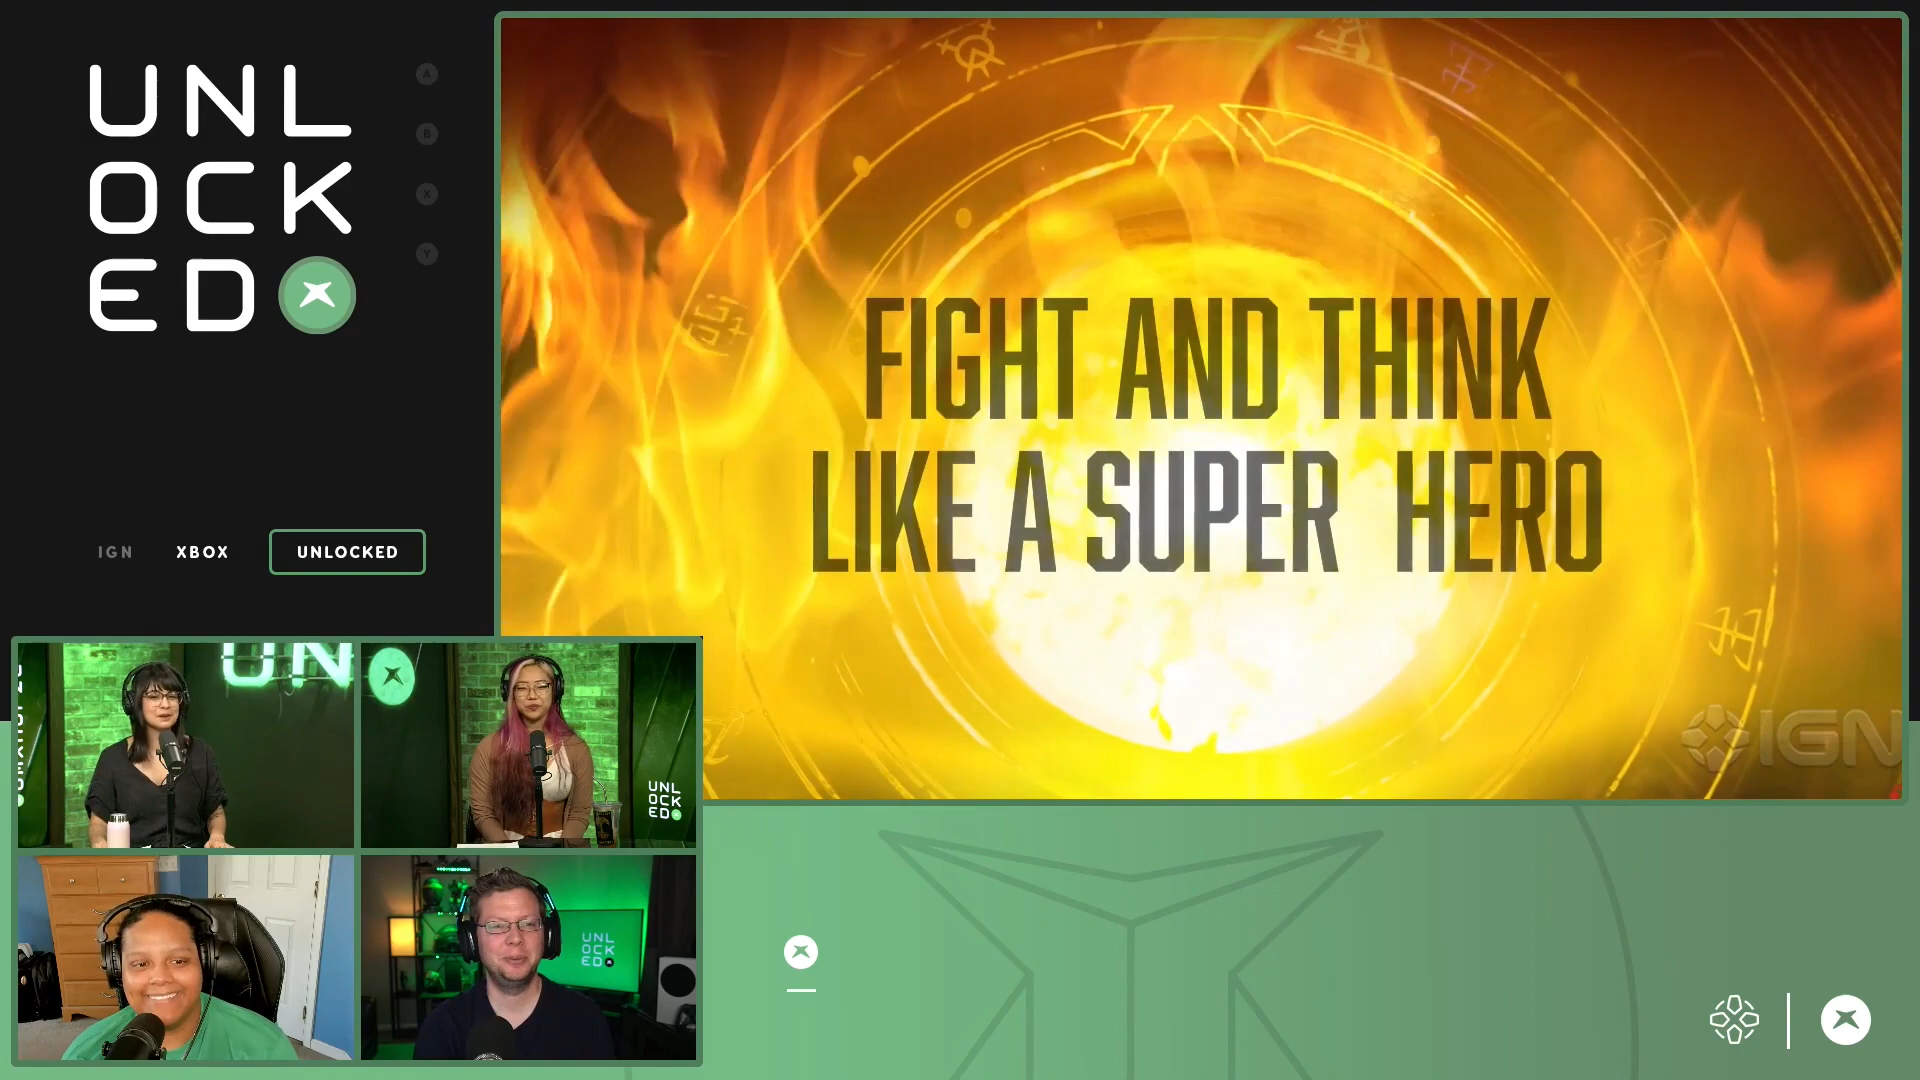 UNL
OCK
ED
A
B
X
Y
IGN XBOX UNLOCKED
FIGHT AND THINK
LIKE A SUPER HERO
IGN
UN
UNL
OCK
ED
UNL
OCK
ED